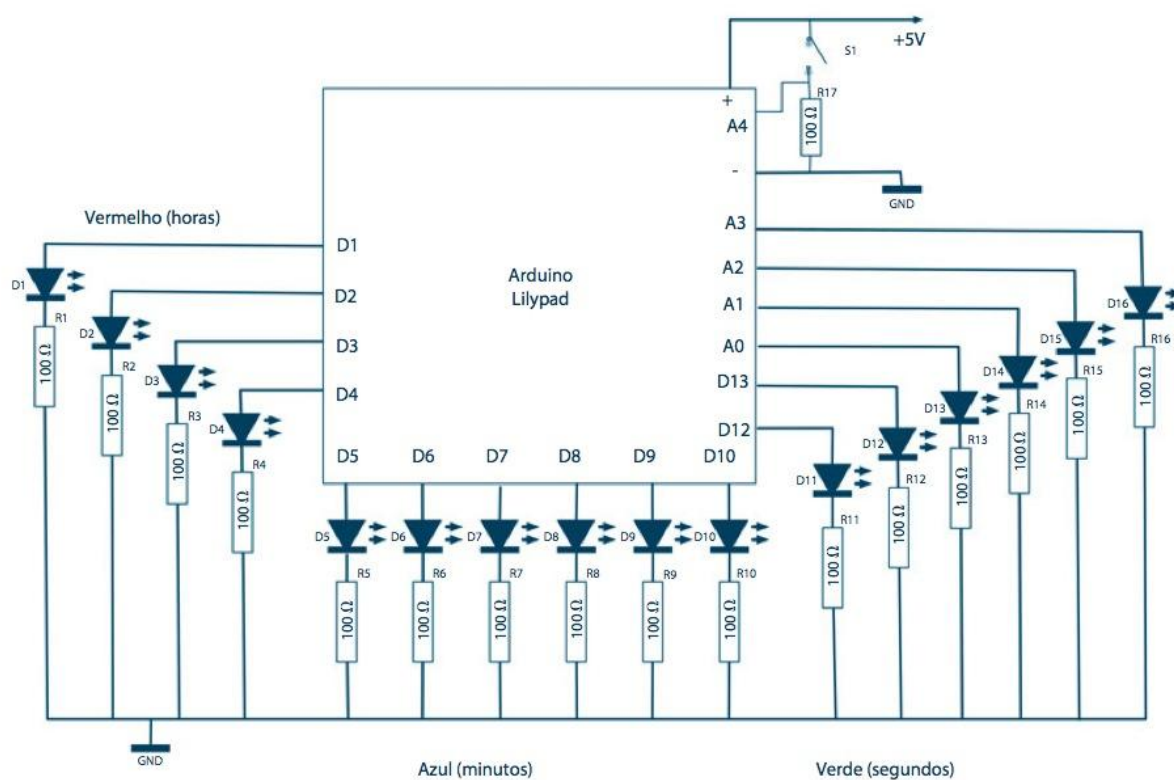 +5V
S1
R17
+
A4
100 Ω
-
GND
Vermelho (horas)
A3
D1
Arduino
Lilypad
A2
D1
R1
100 Ω
D2
A1
D16
R16
100 Ω
D2
R2
100 Ω
D3
A0
D15
R15
100 Ω
D3
R3
100 Ω
D4
D13
D14
R14
100 Ω
D4
R4
100 Ω
D12
D13
R13
100 Ω
D5
D6
D7
D8
D9
D10
D12
R12
100 Ω
D11
R11
100 Ω
D5
D6
D7
D8
D9
D10
R5
R6
R7
R8
R9
R10
100 Ω
100 Ω
100 Ω
100 Ω
100 Ω
100 Ω
GND
Azul (minutos)
Verde (segundos)